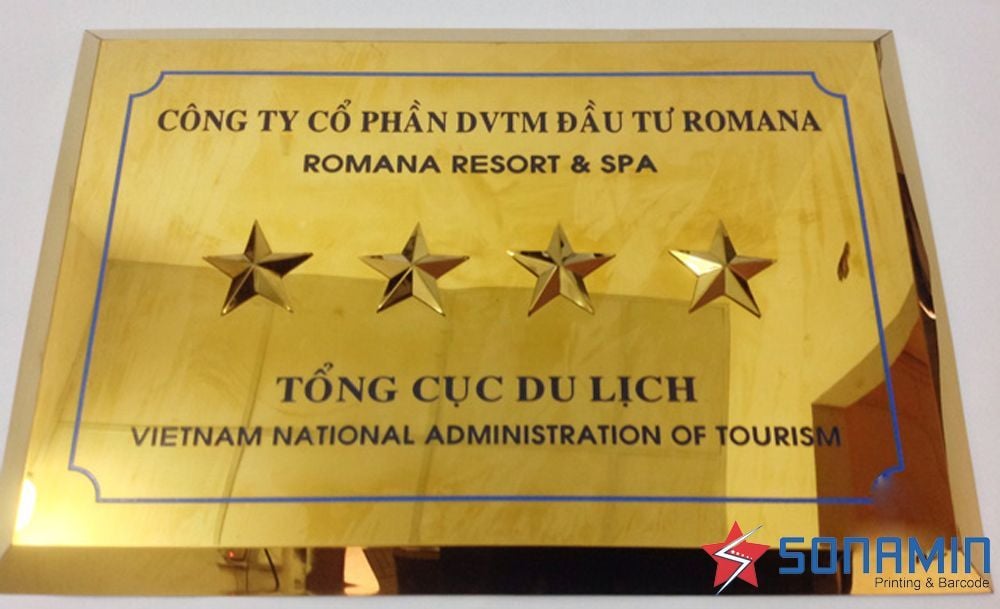 CÔNG TY CỔ PHẦN DVTM ĐẦU TƯ ROMANA
ROMANA RESORT & SPA
TỔNG CỤC DU LỊCH
VIETNAM NATIONAL ADMINISTRATION OF TOURISM
SONAMIN
Printing & Barcode